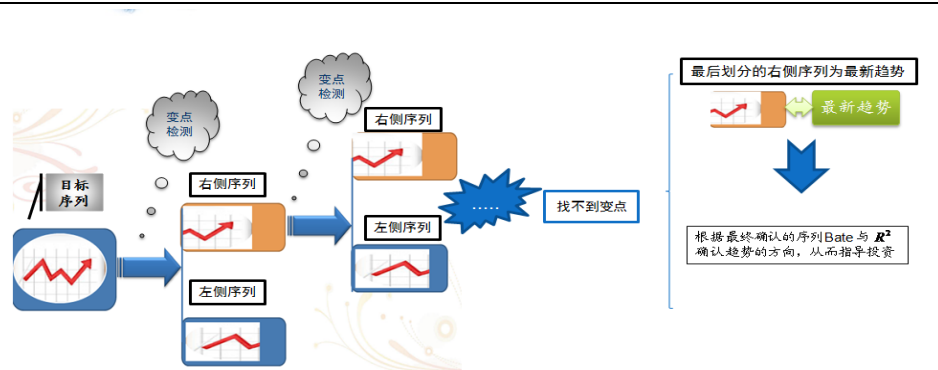 变点
检测
变点
检测
目标
序列
右侧序列
左侧序列
右侧序列
左侧序列
.....
找不到变点
最后划分的右侧序列为最新趋势
最新趋势
根据最终确认的序列Bate与 R²
确认趋势的方向，从而指导投资